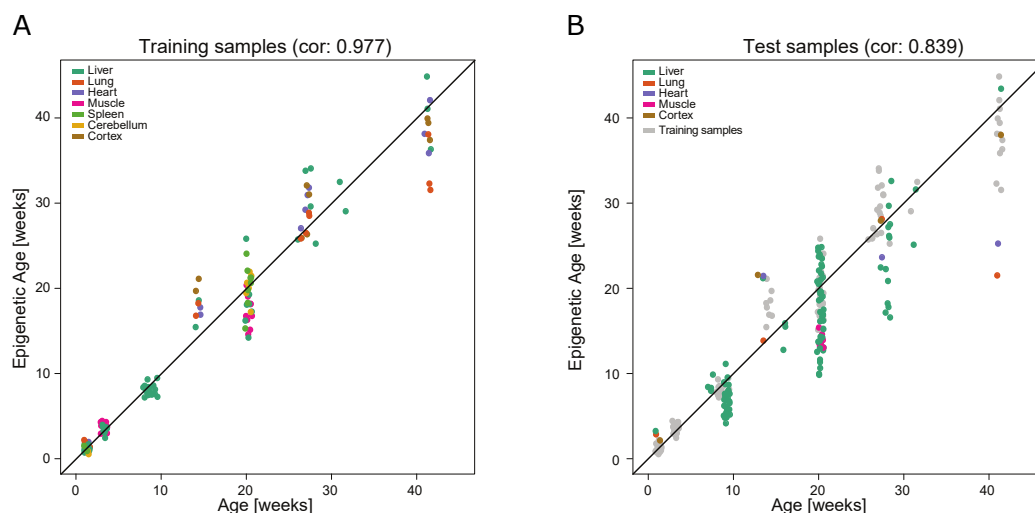 A
Training samples (cor: 0.977)
Liver
Lung
Heart
Muscle
Spleen
Cerebellum
Cortex
Epigenetic Age [weeks]
40
30
20
10
0
0 10 20 30 40
Age [weeks]
B
Test samples (cor: 0.839)
Liver
Lung
Heart
Muscle
Cortex
Training samples
Epigenetic Age [weeks]
40
30
20
10
0
0 10 20 30 40
Age [weeks]